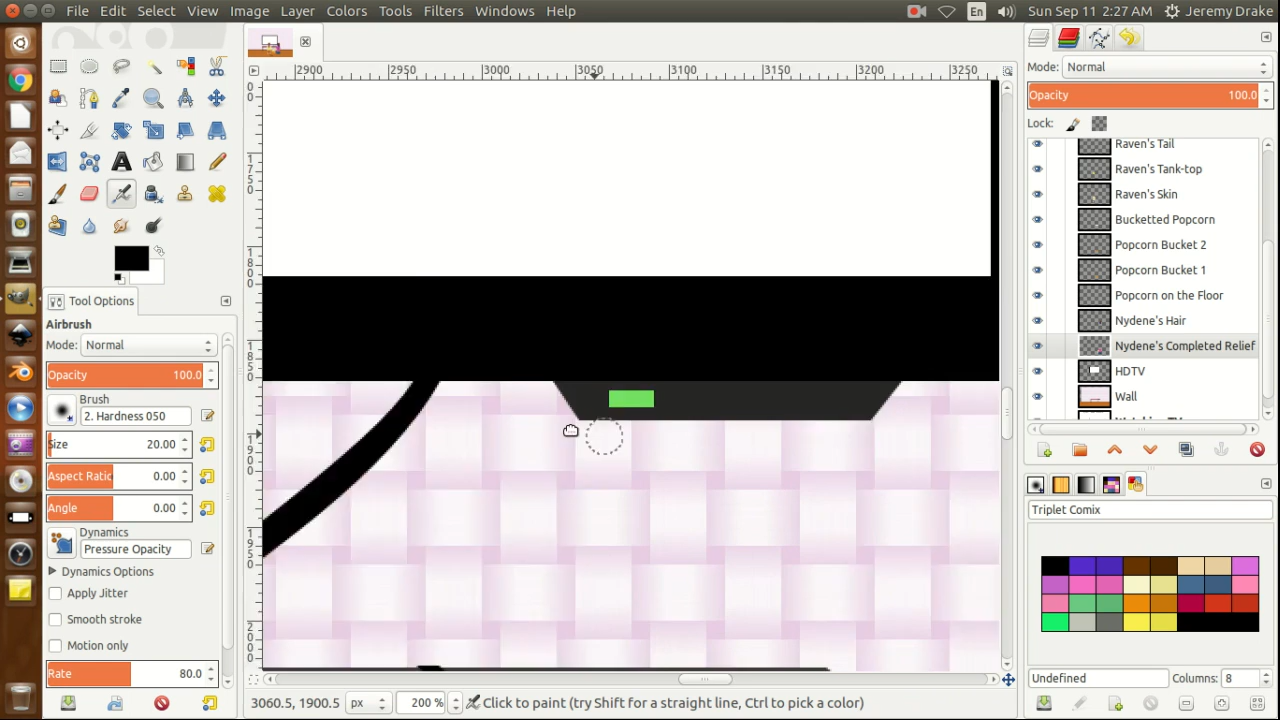 File Edit Select View Image Layer Colors Tools Filters Windows Help En Sun Sep 11 2:27 AM Jeremy Drake
2900 2950 3000 3050 3100 3150 3200 3250
Mode: Normal
Opacity 100.0
Lock:
Raven's Tail
Raven's Tank-top
Raven's Skin
Bucketted Popcorn
Popcorn Bucket 2
Popcorn Bucket 1
Popcorn on the Floor
Nydene's Hair
Nydene's Completed Relief
HDTV
Wall
Tool Options
Airbrush
Mode: Normal
Opacity 100.0
Brush
2. Hardness 050
Size 20.00
Aspect Ratio 0.00
Angle 0.00
Dynamics
Pressure Opacity
Dynamics Options
Apply Jitter
Smooth stroke
Motion only
Rate 80.0
Triplet Comix
Undefined Columns: 8
3060.5, 1900.5 px 200 % Click to paint (try Shift for a straight line, Ctrl to pick a color)